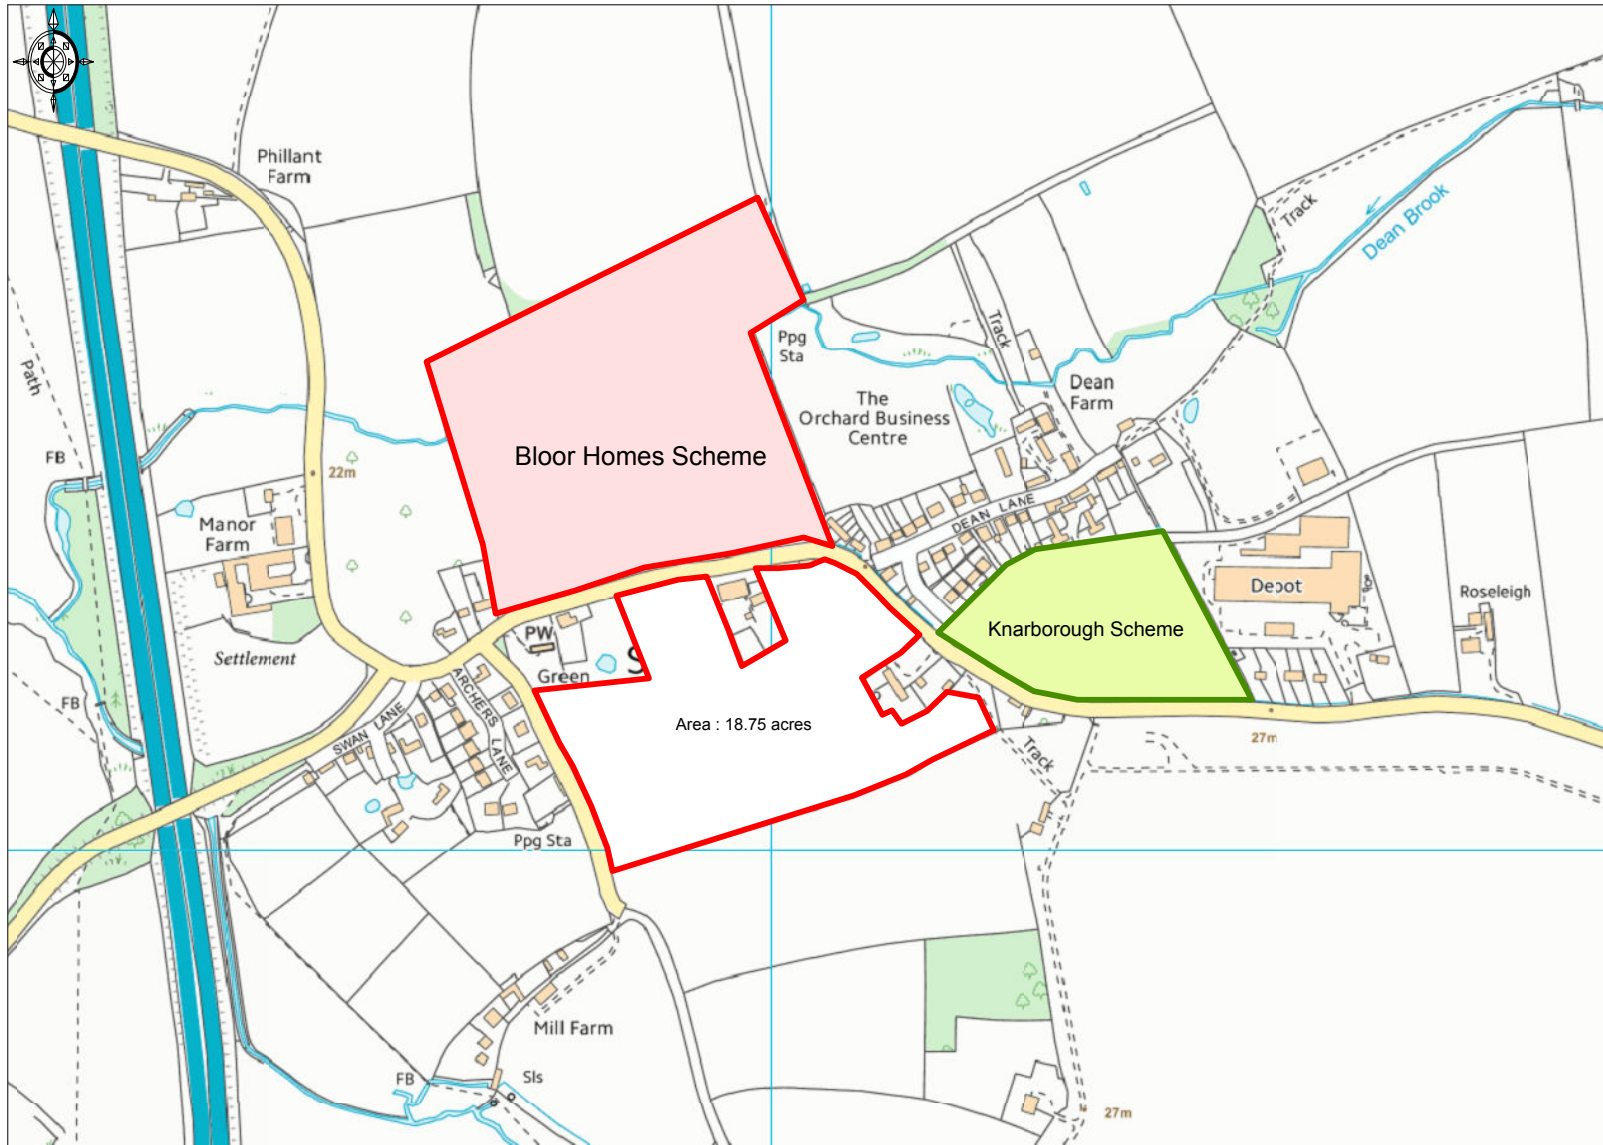 Phillant
Farm
Track
Dean Brook
Track
Path
Ppg
Sta
Dean
Farm
The
Orchard Business
Centre
Bloor Homes Scheme
FB
22m
DEAN LANE
Manor
Farm
Depot
Roseleigh
PW
Knarborough Scheme
Settlement
S
Green
ARCHERS LANE
FB
SWAN LANE
Area : 18.75 acres
Track
27m
Ppg Sta
Mill Farm
FB
Sls
27m